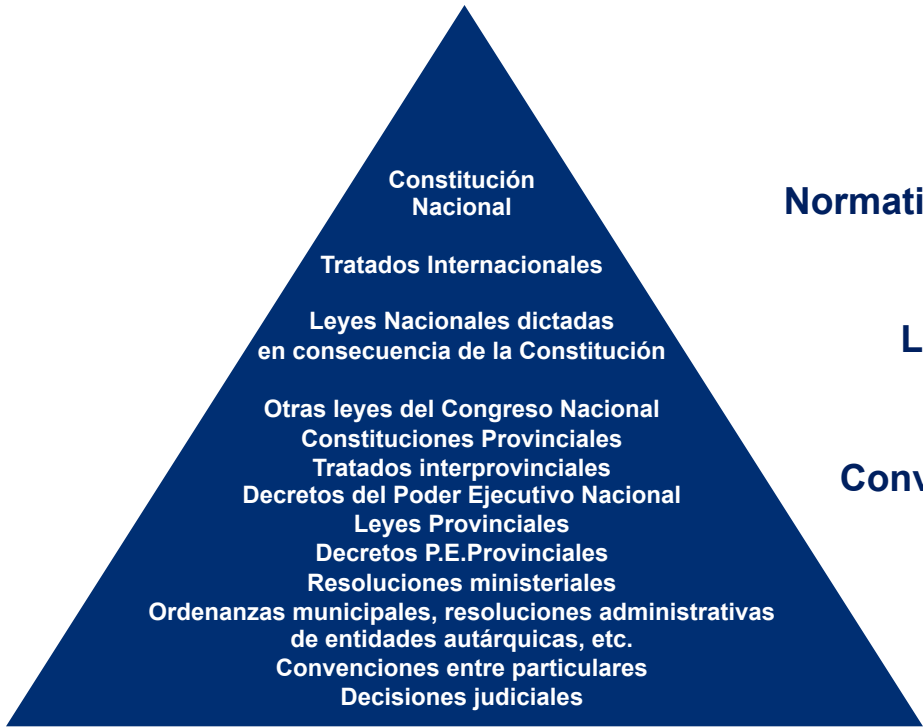 Constitución
Nacional
Normati
Tratados Internacionales
Leyes Nacionales dictadas
L
en consecuencia de la Constitución
Otras leyes del Congreso Nacional
Constituciones Provinciales
Tratados interprovinciales
Conv
Decretos del Poder Ejecutivo Nacional
Leyes Provinciales
Decretos P.E.Provinciales
Resoluciones ministeriales
Ordenanzas municipales, resoluciones administrativas
de entidades autárquicas, etc.
Convenciones entre particulares
Decisiones judiciales